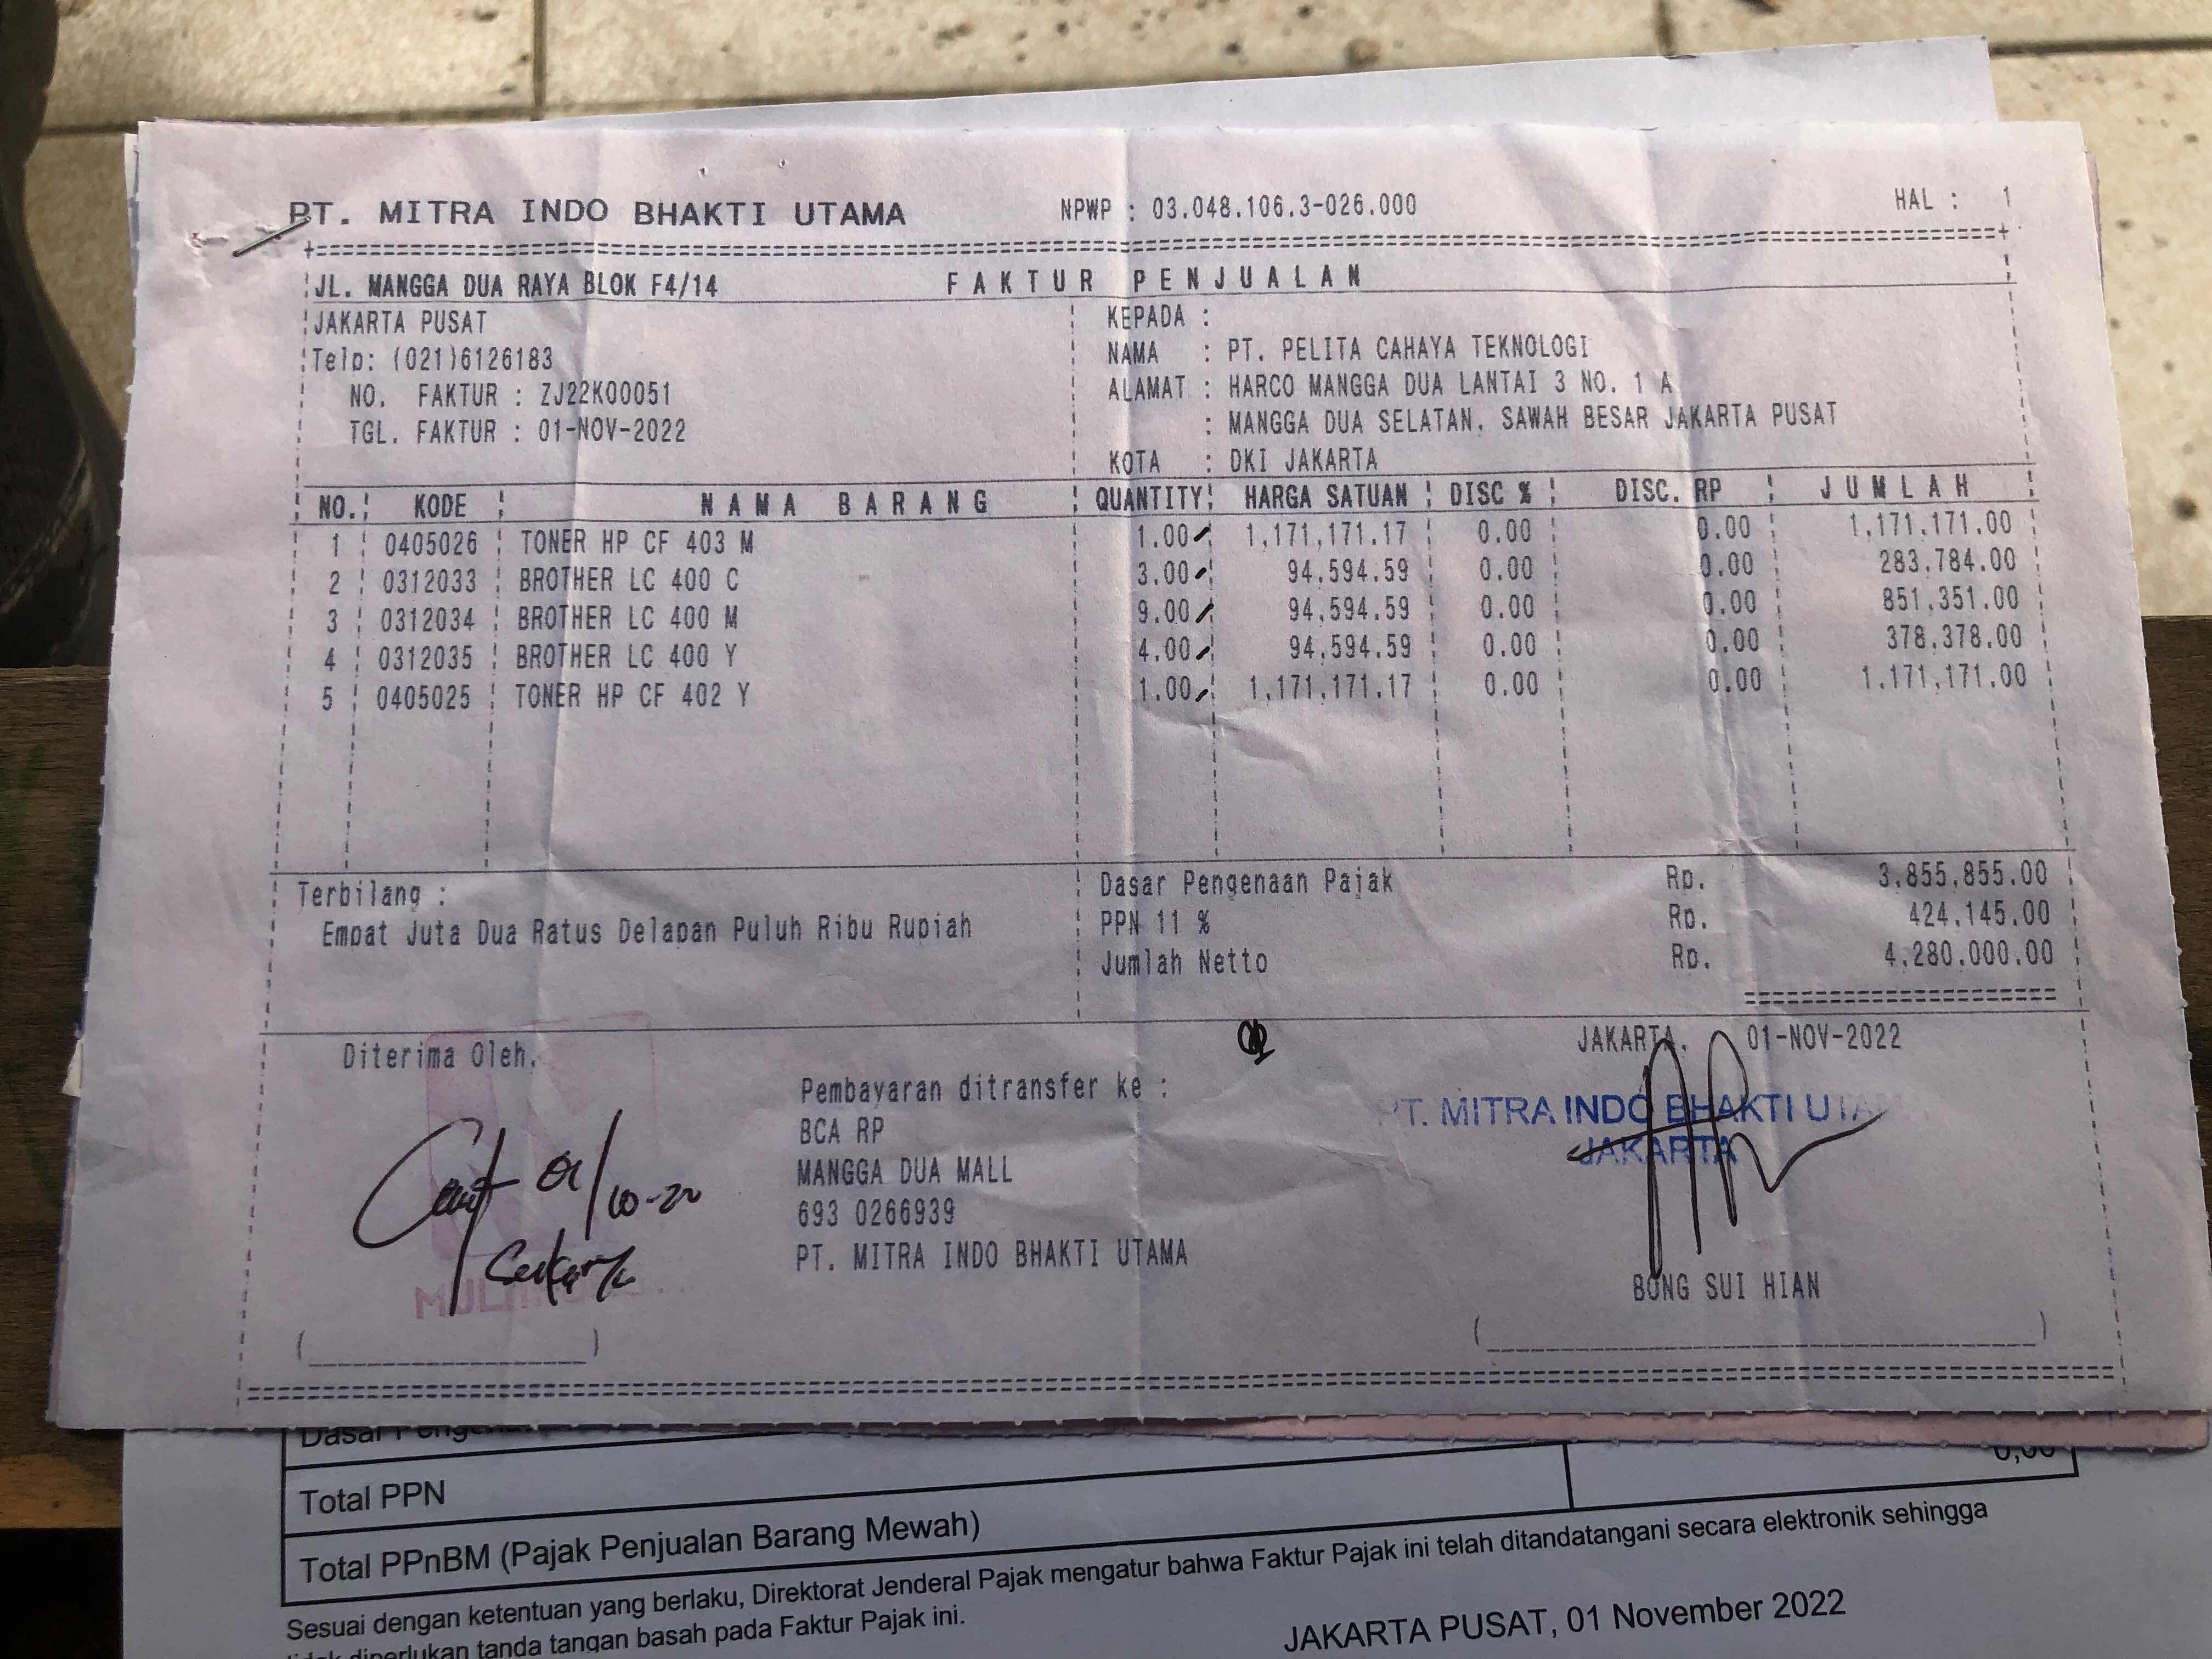 PT. MITRA INDO BHAKTI UTAMA NPWP : 03.048.106.3-026.000 HAL : 1
JL. MANGGA DUA RAYA BLOK F4/14 FAKTUR PENJUALAN
JAKARTA PUSAT KEPADA :
Telp: (021)6126183 NAMA : PT. PELITA CAHAYA TEKNOLOGI
NO. FAKTUR : ZJ22K00051 ALAMAT : HARCO MANGGA DUA LANTAI 3 NO. 1 A
TGL. FAKTUR : 01-NOV-2022 : MANGGA DUA SELATAN, SAWAH BESAR JAKARTA PUSAT
KOTA : DKI JAKARTA
NO. KODE NAMA BARANG QUANTITY HARGA SATUAN DISC % DISC. RP JUMLAH
1 0405026 TONER HP CF 403 M 1.00 1,171,171.17 0.00 0.00 1,171,171.00
2 0312033 BROTHER LC 400 C 3.00 94,594.59 0.00 0.00 283,784.00
3 0312034 BROTHER LC 400 M 9.00 94,594.59 0.00 0.00 851,351.00
4 0312035 BROTHER LC 400 Y 4.00 94,594.59 0.00 0.00 378,378.00
5 0405025 TONER HP CF 402 Y 1.00 1,171,171.17 0.00 0.00 1,171,171.00
Terbilang : Dasar Pengenaan Pajak Rp. 3,855,855.00
Empat Juta Dua Ratus Delapan Puluh Ribu Rupiah PPN 11 % Rp. 424,145.00
Jumlah Netto Rp. 4,280,000.00
Diterima Oleh, JAKARTA, 01-NOV-2022
Pembayaran ditransfer ke :
BCA RP
PT. MITRA INDO BHAKTI UTA
JAKARTA
MANGGA DUA MALL
693 0266939
PT. MITRA INDO BHAKTI UTAMA
BONG SUI HIAN
Total PPN
0,00
Total PPnBM (Pajak Penjualan Barang Mewah)
Sesuai dengan ketentuan yang berlaku, Direktorat Jenderal Pajak mengatur bahwa Faktur Pajak ini telah ditandatangani secara elektronik sehingga
tidak diperlukan tanda tangan basah pada Faktur Pajak ini.
JAKARTA PUSAT, 01 November 2022